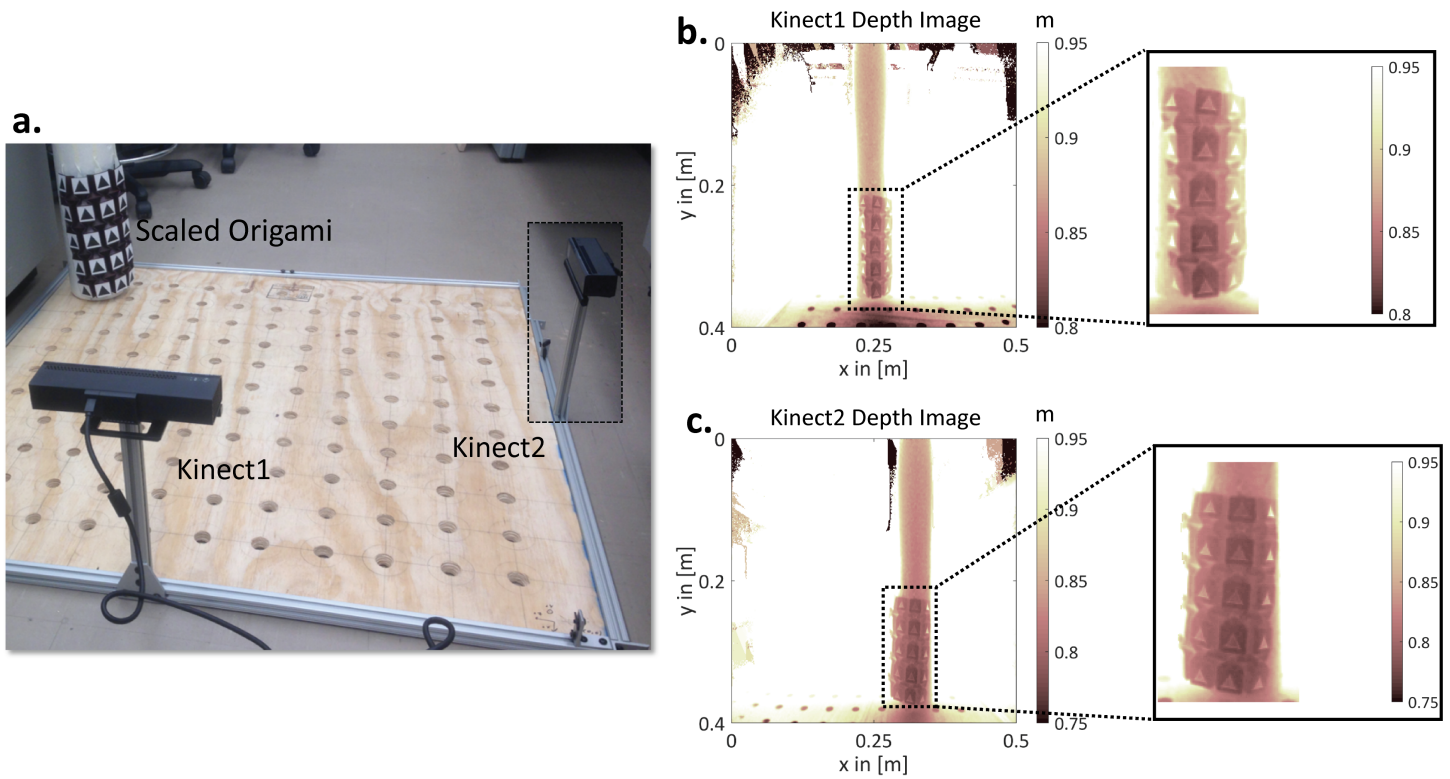 a.
Scaled Origami
Kinect1
Kinect2
b.
Kinect1 Depth Image
m
0
0.2
0.4
y in [m]
0
0.25
0.5
x in [m]
0.95
0.9
0.85
0.8
0.95
0.9
0.85
0.8
c.
Kinect2 Depth Image
m
0
0.2
0.4
y in [m]
0
0.25
0.5
x in [m]
0.95
0.9
0.85
0.8
0.75
0.95
0.9
0.85
0.8
0.75